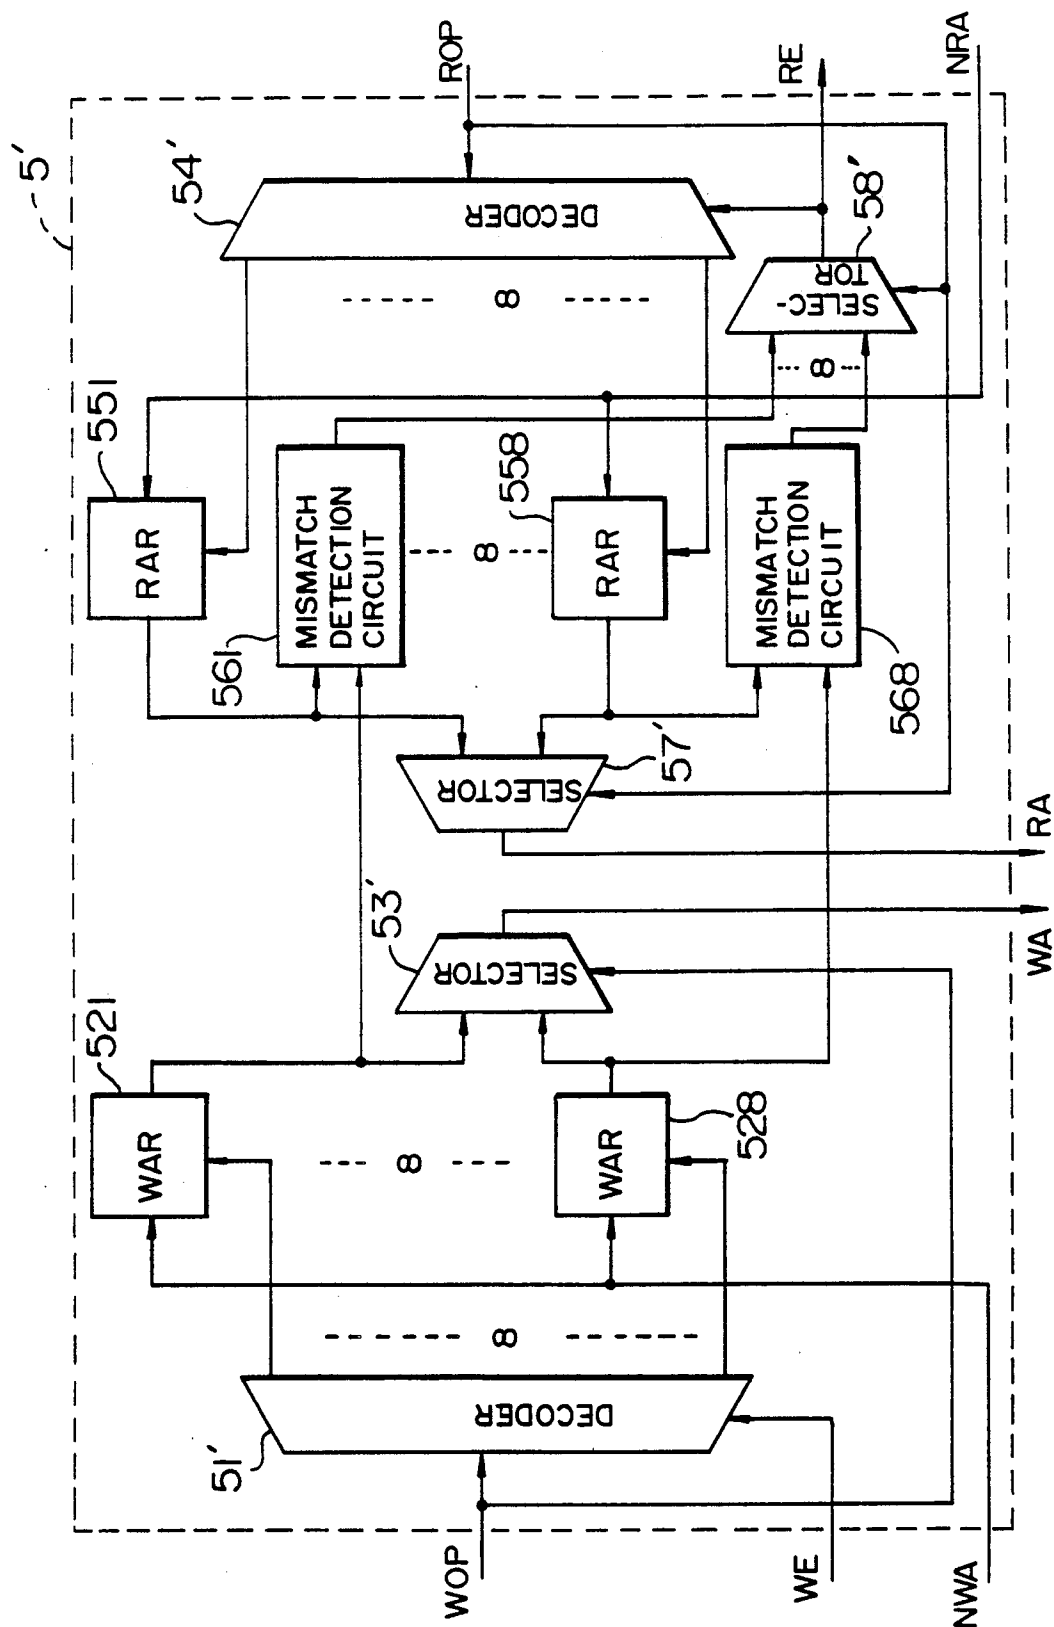 5'
WOP
WE
NWA
51'
DECODER
8
521
WAR
8
WAR
528
53'
SELECTOR
WA
RA
57'
SELECTOR
551
RAR
561
MISMATCH
DETECTION
CIRCUIT
8
558
RAR
MISMATCH
DETECTION
CIRCUIT
568
8
54'
DECODER
8
SELEC-
TOR
58'
ROP
RE
NRA